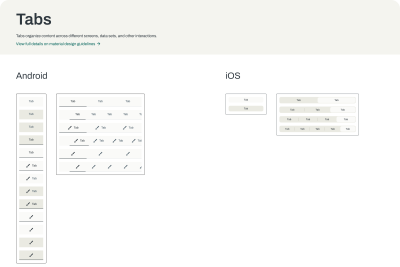 Tabs
Tabs organize content across different screens, data sets, and other interactions.
View full details on material design guidelines →
Android
iOS
Tab
Tab
Tab
Tab
Tab
Tab
Tab
Tab
Tab
Tab Tab Tab
Tab Tab Tab Tab
Tab Tab Tab
Tab Tab Tab Tab
Tab
Tab
Tab Tab
Tab Tab Tab
Tab Tab Tab Tab
Tab Tab Tab Tab Tab